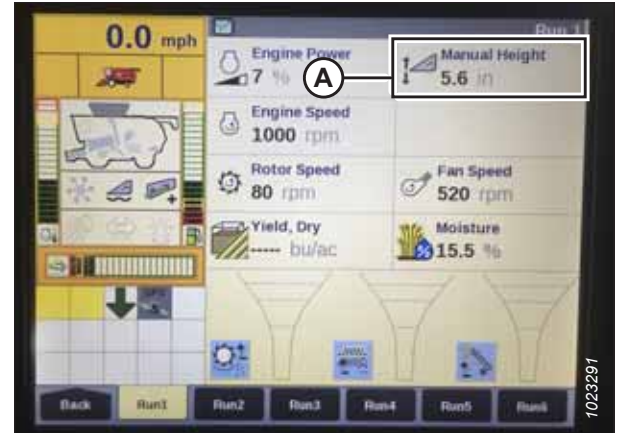 0.0 mph
Run 1
Engine Power
7 %
A
Manual Height
5.6 in
Engine Speed
1000 rpm
Rotor Speed
80 rpm
Fan Speed
520 rpm
Yield, Dry
----- bu/ac
Moisture
15.5 %
Back
Run1
Run2
Run3
Run4
Run5
Run6
1023291